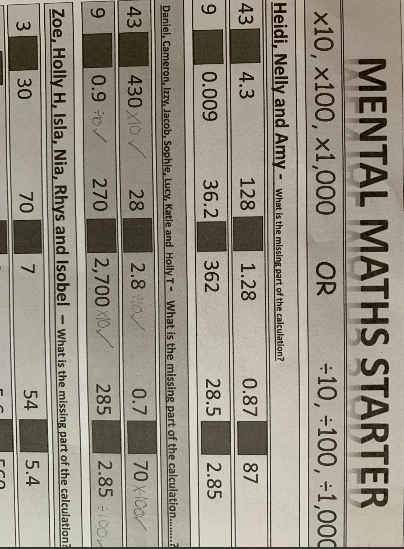 MENTAL MATHS STARTER
x10, x100, x1,000 OR ÷10, ÷100, ÷1,000
Heidi, Nelly and Amy - What is the missing part of the calculation?
43 4.3 128 1.28 0.87 87
9 0.009 36.2 362 28.5 2.85
Daniel, Cameron, Izzy, Jacob, Sophie, Lucy, Katie and Holly T - What is the missing part of the calculation.........?
43 430 x10 ✓ 28 2.8 ÷10 ✓ 0.7 70 x100 ✓
9 0.9 ÷10 ✓ 270 2,700 x10 ✓ 285 2.85 ÷100
Zoe, Holly H, Isla, Nia, Rhys and Isobel – What is the missing part of the calculation?
3 30 70 7 54 5.4